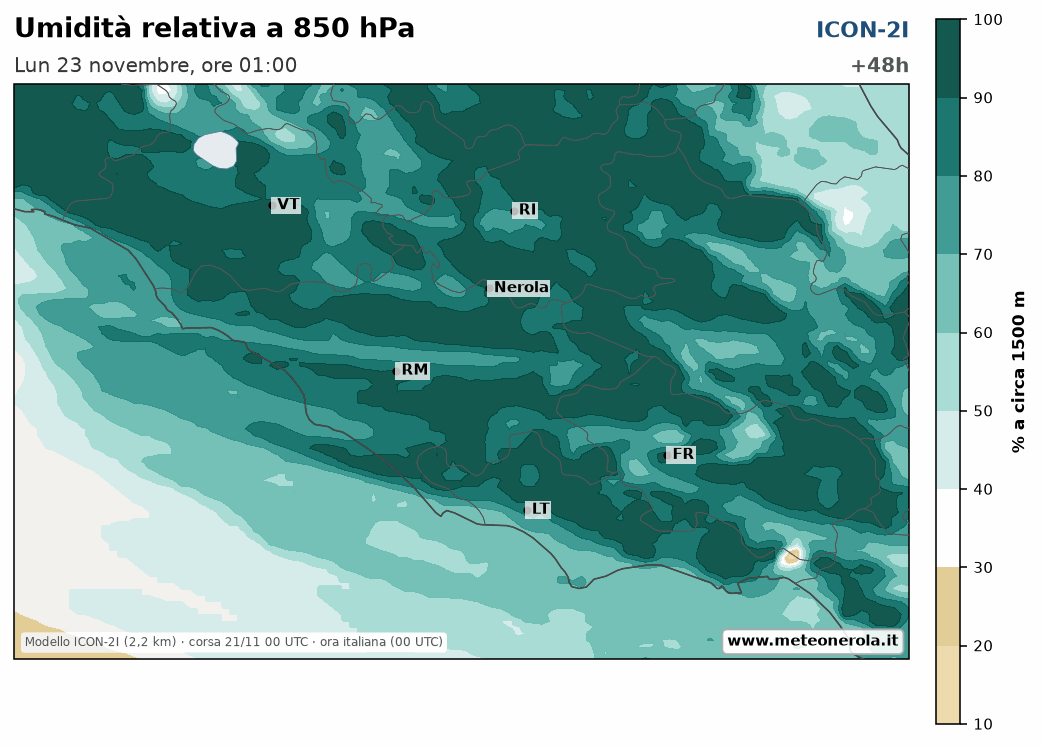 Umidità relativa a 850 hPa
ICON-2I
Lun 23 novembre, ore 01:00
+48h
100
90
80
70
60
50
40
30
20
10
% a circa 1500 m
VT
RI
Nerola
RM
FR
LT
Modello ICON-2I (2,2 km) · corsa 21/11 00 UTC · ora italiana (00 UTC)
www.meteonerola.it